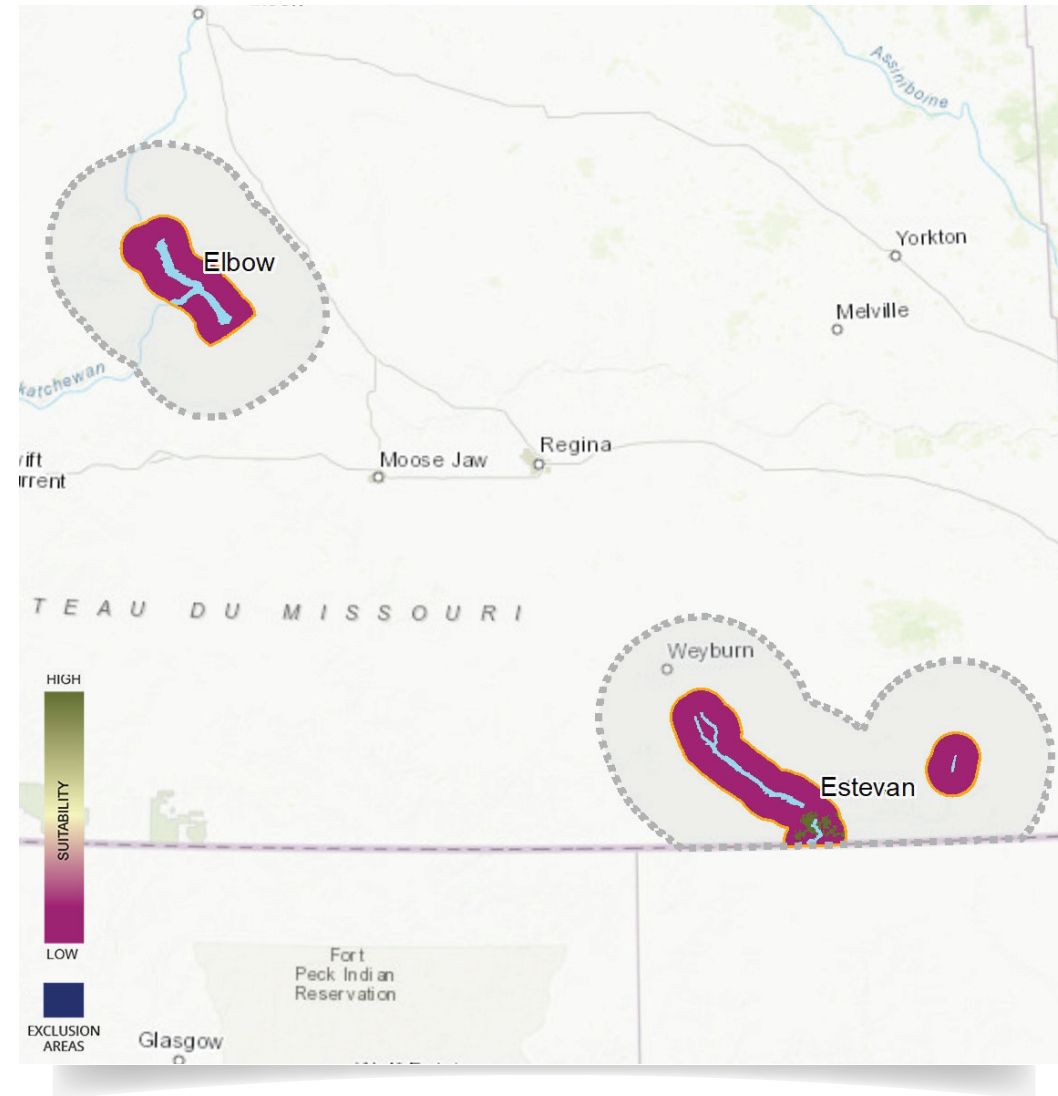 Assiniboine
Yorkton
Elbow
Melville
katchewan
Regina
Moose Jaw
ift
urrent
TEAU DU MISSOURI
Weyburn
HIGH
SUITABILITY
LOW
EXCLUSION
AREAS
Estevan
Fort
Peck Indian
Reservation
Glasgow